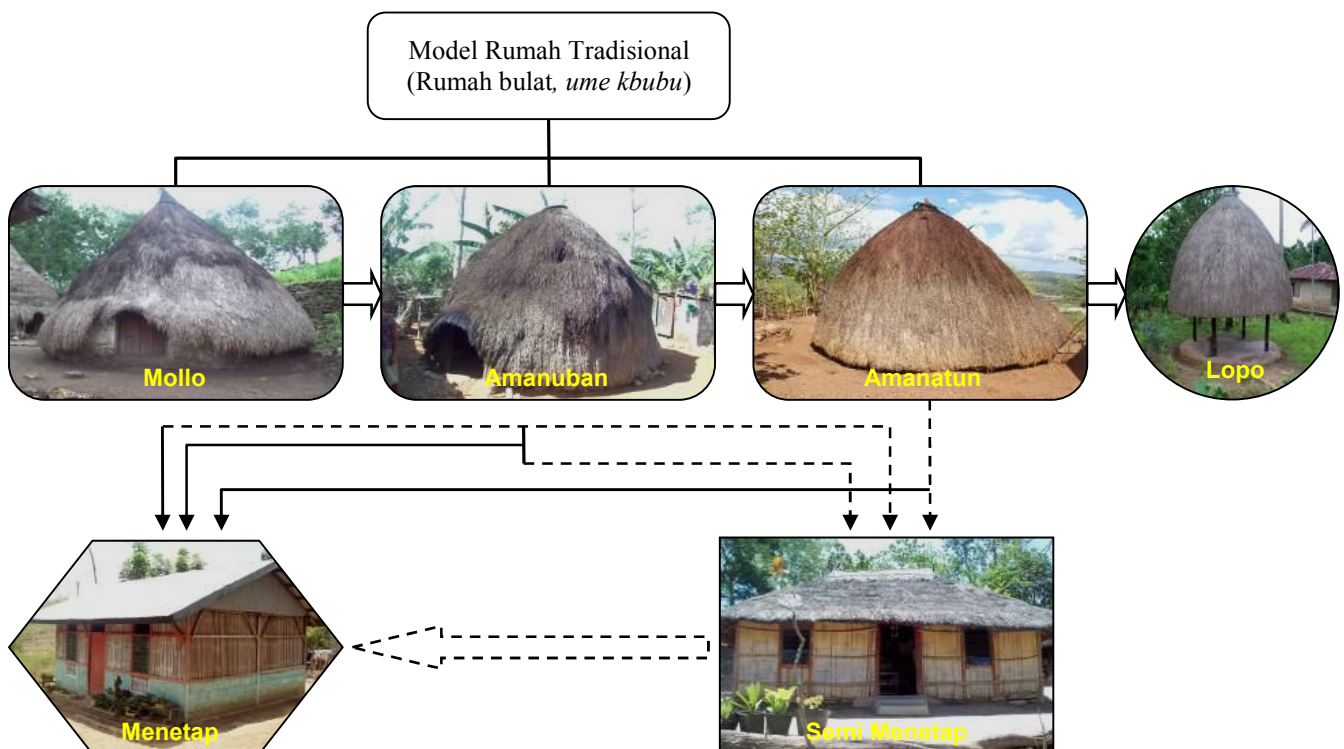 Model Rumah Tradisional
(Rumah bulat, ume kbubu)
Mollo
Amanuban
Amanatun
Lopo
Menetap
Semi Menetap